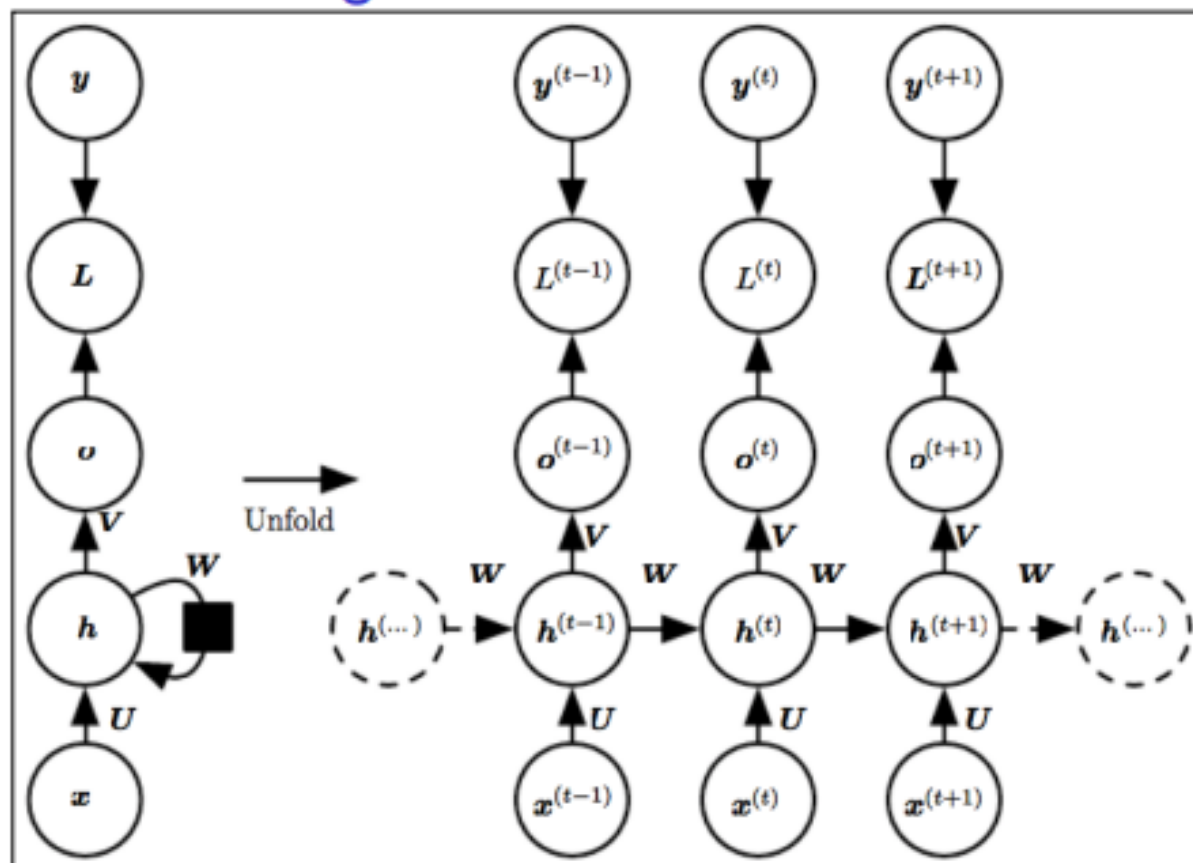 y y^(t−1) y^(t) y^(t+1)
L L^(t−1) L^(t) L^(t+1)
o o^(t−1) o^(t) o^(t+1)
Unfold
V V V V
W W W W W
h h^(...) h^(t−1) h^(t) h^(t+1) h^(...)
U U U U
x x^(t−1) x^(t) x^(t+1)